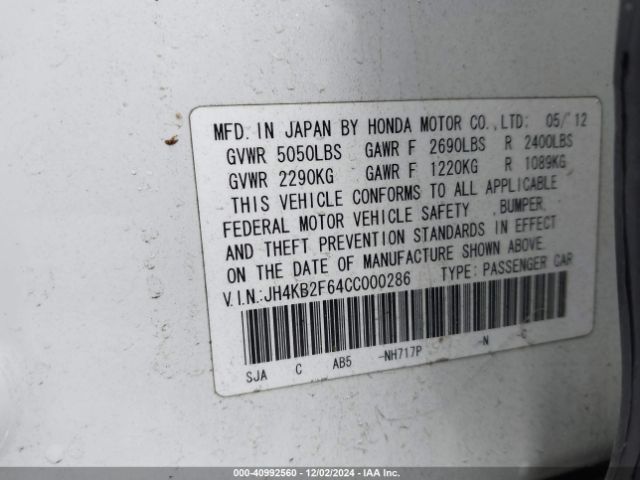 MFD. IN JAPAN BY HONDA MOTOR CO., LTD: 05/12
GVWR 5050LBS GAWR F 2690LBS R 2400LBS
GVWR 2290KG GAWR F 1220KG R 1089KG
THIS VEHICLE CONFORMS TO ALL APPLICABLE
FEDERAL MOTOR VEHICLE SAFETY , BUMPER,
AND THEFT PREVENTION STANDARDS IN EFFECT
ON THE DATE OF MANUFACTURE SHOWN ABOVE.
V.I.N.:JH4KB2F64CC000286 TYPE: PASSENGER CAR
SJA C AB5 -NH717P -N -C
000-40992560 - 12/02/2024 - IAA Inc. All Rights Reserved